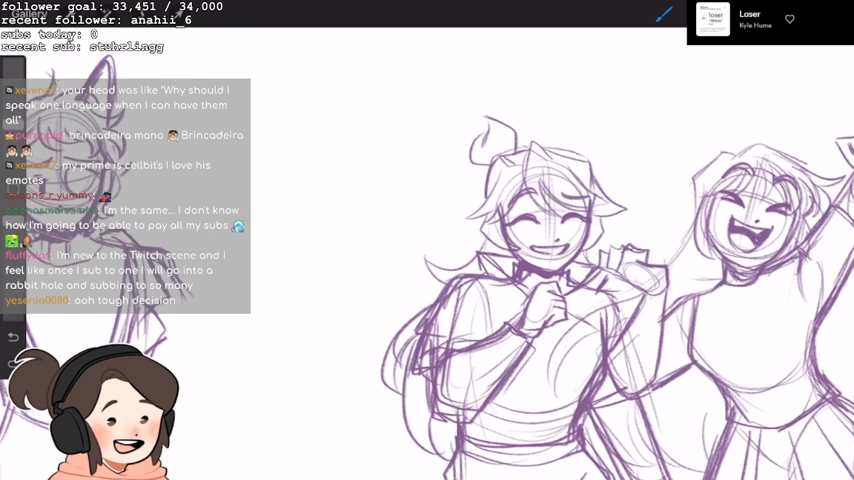 follower goal: 33,451 / 34,000
Gallery
recent follower: anahii_6
subs today: 0
recent sub: stuhrlingg
loser
Loser
Kyle Hume
your head was like "Why should I
speak one language when I can have them
all"
brincadeira mano Brincadeira
my prime is cellbit's I love his
emotes
I'm the same... I don't know
how I'm going to be able to pay all my subs
I'm new to the Twitch scene and I
feel like once I sub to one I will go into a
rabbit hole and subbing to so many
yesenia0080: ooh tough decision